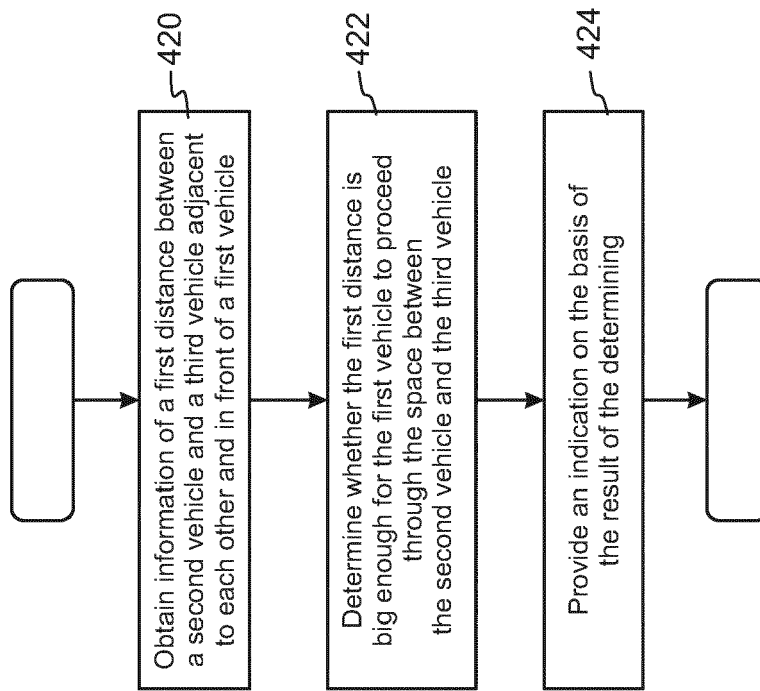 420
Obtain information of a first distance between
a second vehicle and a third vehicle adjacent
to each other and in front of a first vehicle
422
Determine whether the first distance is
big enough for the first vehicle to proceed
through the space between
the second vehicle and the third vehicle
424
Provide an indication on the basis of
the result of the determining